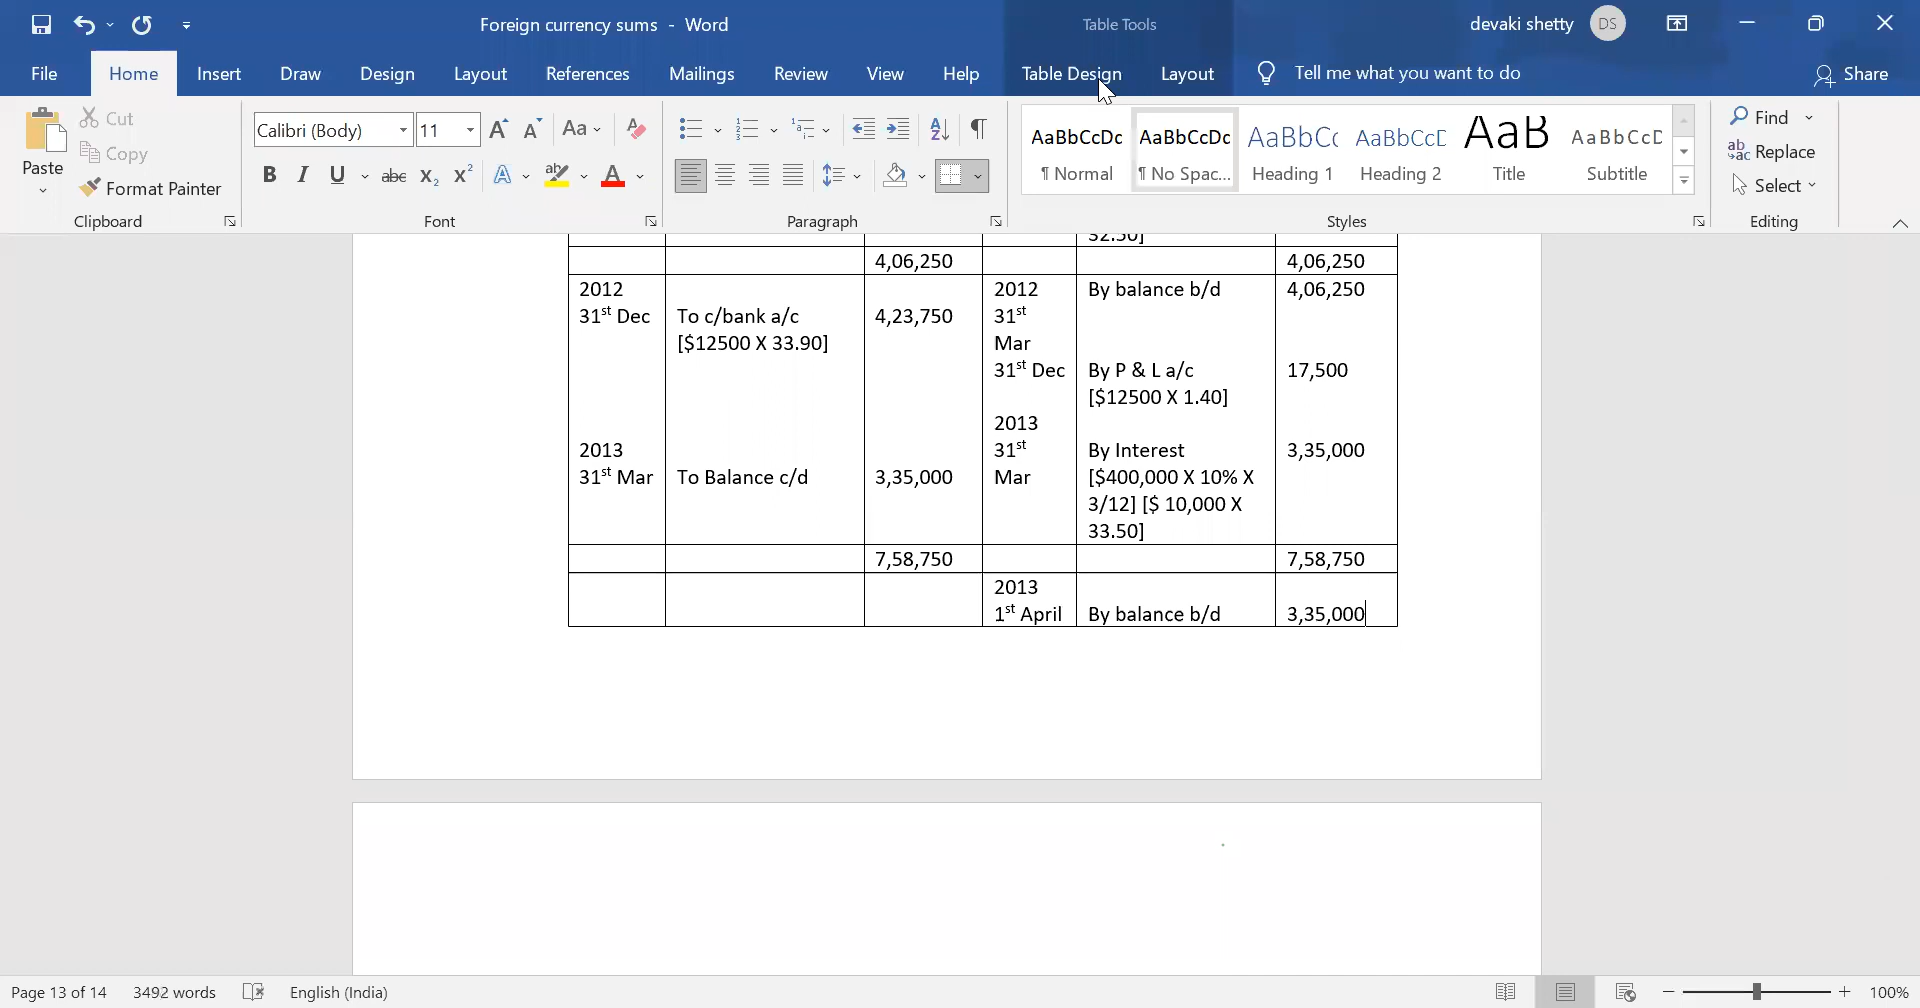 Foreign currency sums - Word
Table Tools
devaki shetty
DS
File
Home
Insert
Draw
Design
Layout
References
Mailings
Review
View
Help
Table Design
Layout
Tell me what you want to do
Share
Paste
Cut
Copy
Format Painter
Clipboard
Calibri (Body)
11
Font
Paragraph
AaBbCcDc
¶ Normal
AaBbCcDc
¶ No Spac...
AaBbCc
Heading 1
AaBbCcE
Heading 2
AaB
Title
AaBbCcD
Subtitle
Styles
Find
Replace
Select
Editing
32.50]
4,06,250
4,06,250
2012
2012
By balance b/d
4,06,250
31st Dec
To c/bank a/c
4,23,750
31st
[$12500 X 33.90]
Mar
31st Dec
By P & L a/c
17,500
[$12500 X 1.40]
2013
2013
31st
By Interest
3,35,000
31st Mar
To Balance c/d
3,35,000
Mar
[$400,000 X 10% X
3/12] [$ 10,000 X
33.50]
7,58,750
7,58,750
2013
1st April
By balance b/d
3,35,000
Page 13 of 14
3492 words
English (India)
100%